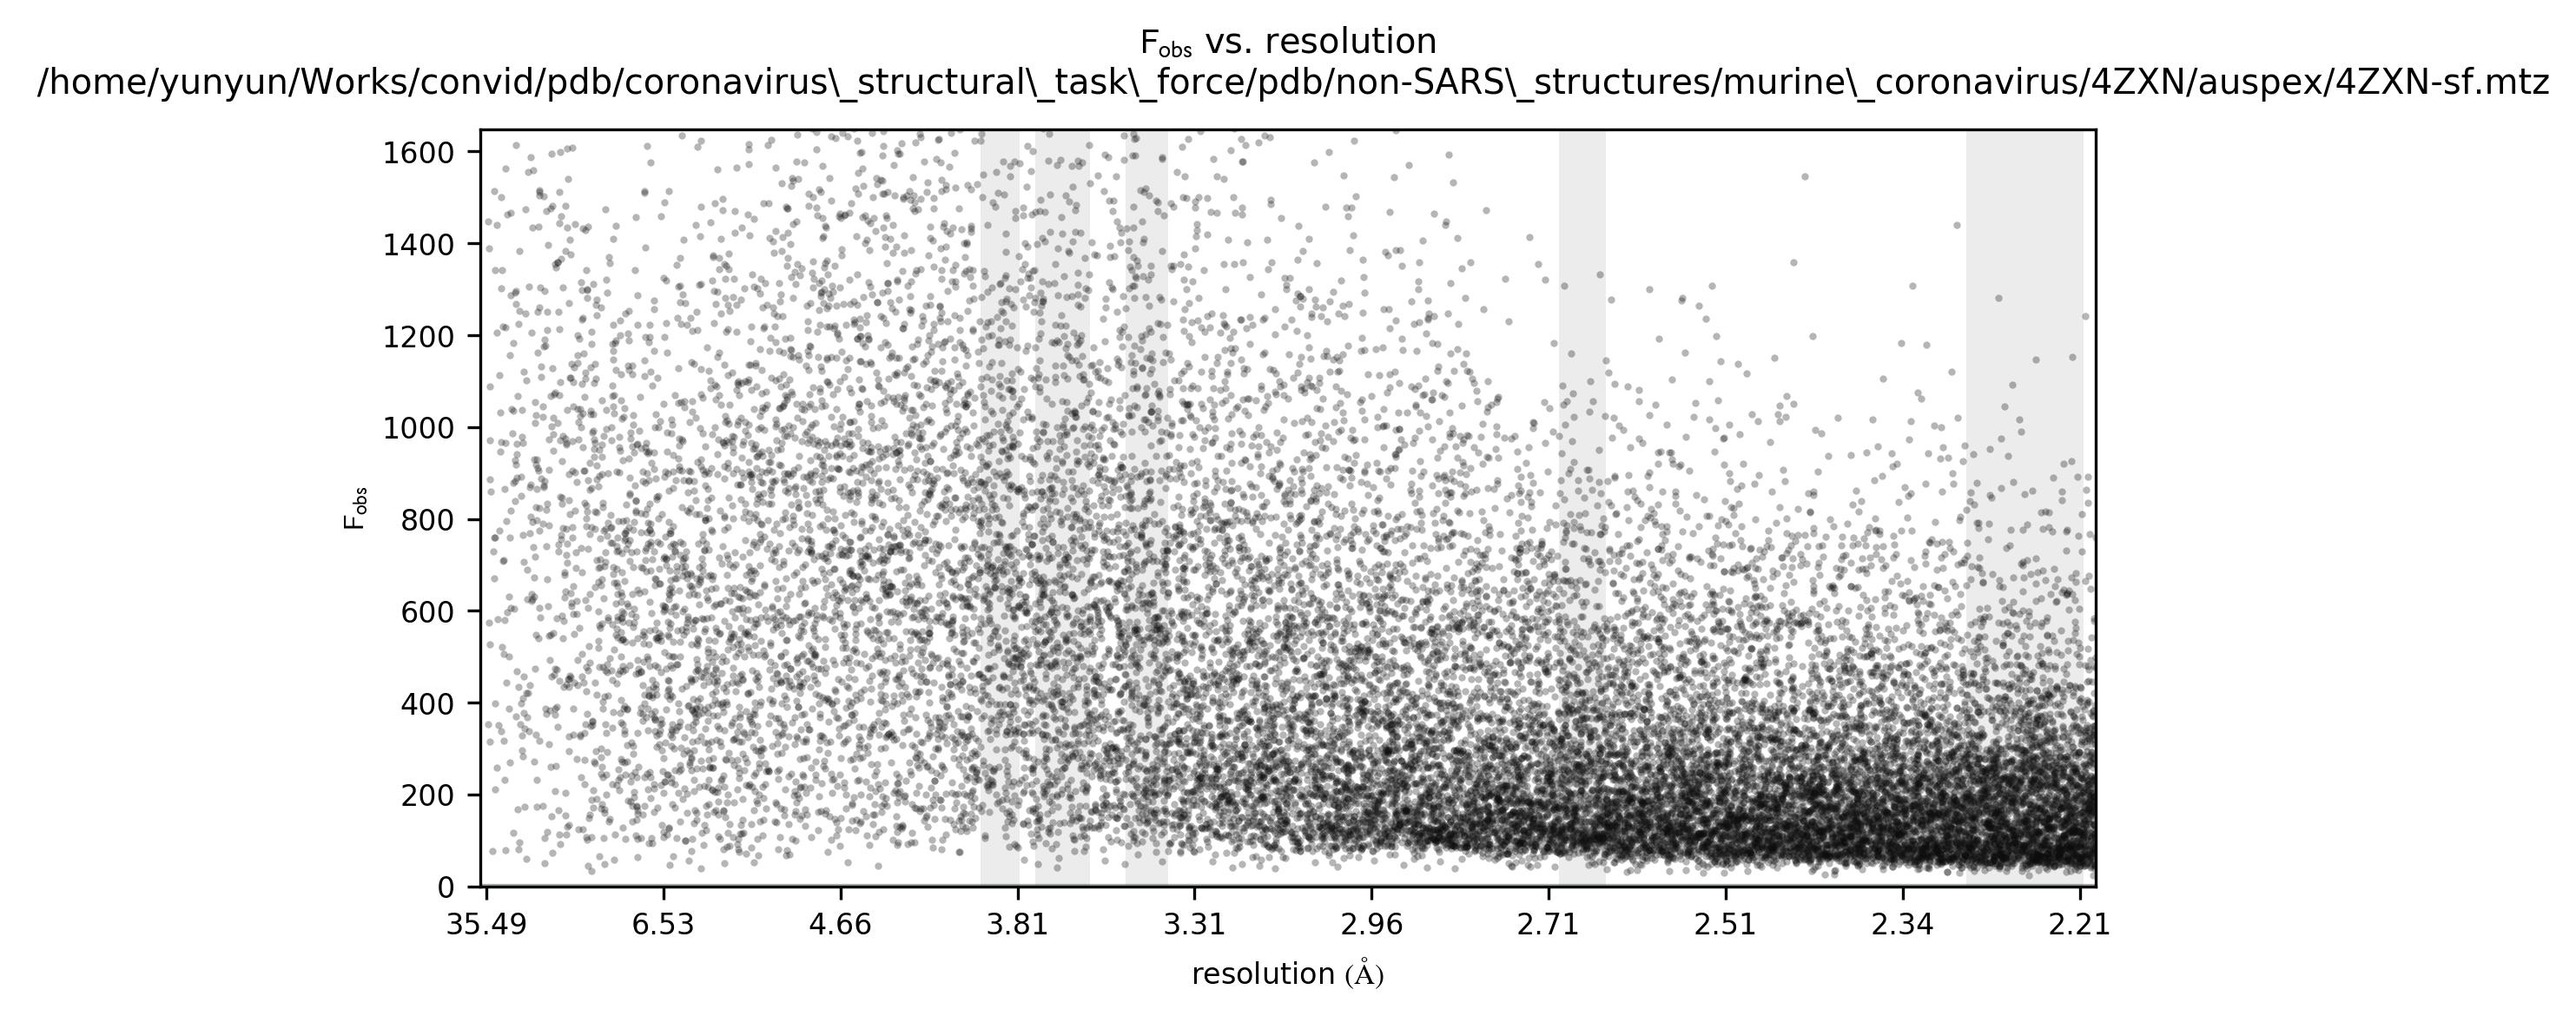 F_obs vs. resolution
/home/yunyun/Works/convid/pdb/coronavirus\_structural\_task\_force/pdb/non-SARS\_structures/murine\_coronavirus/4ZXN/auspex/4ZXN-sf.mtz
F_obs
1600
1400
1200
1000
800
600
400
200
0
35.49 6.53 4.66 3.81 3.31 2.96 2.71 2.51 2.34 2.21
resolution (Å)